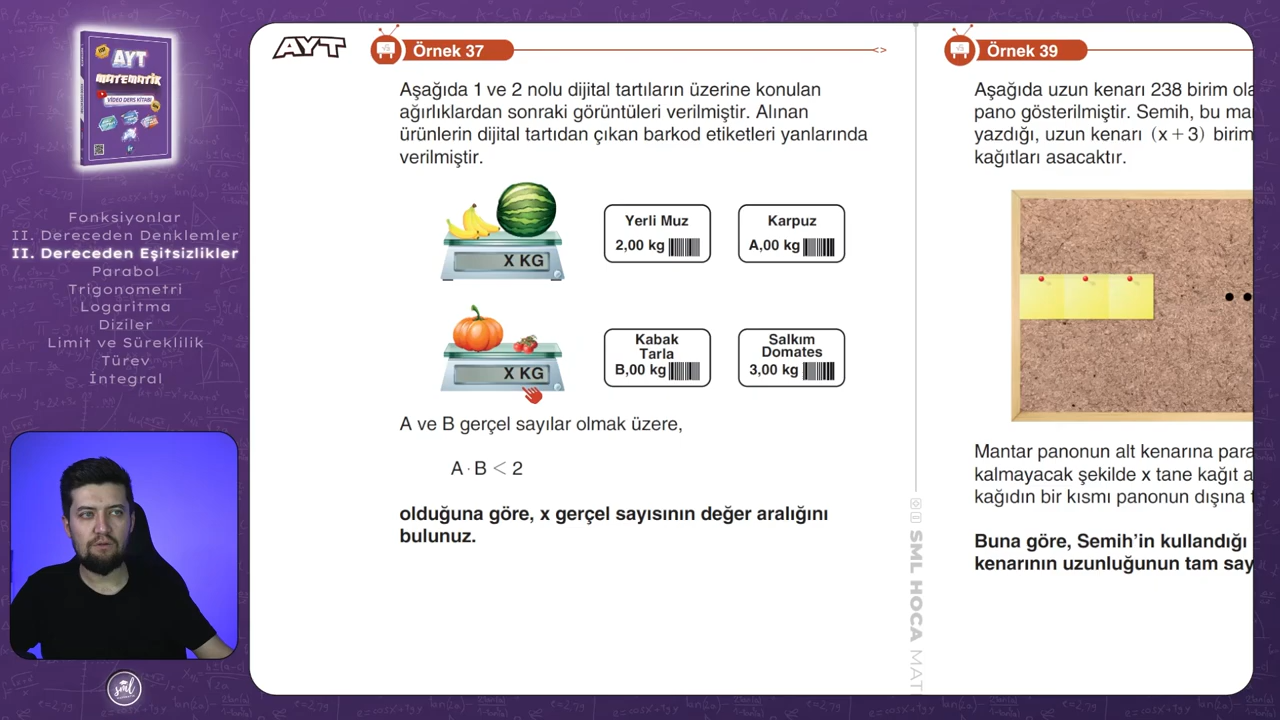 AYT
MATEMATİK
VİDEO DERS KİTABI
Fonksiyonlar
II. Dereceden Denklemler
II. Dereceden Eşitsizlikler
Parabol
Trigonometri
Logaritma
Diziler
Limit ve Süreklilik
Türev
İntegral
sml
AYT
Örnek 37
Aşağıda 1 ve 2 nolu dijital tartıların üzerine konulan
ağırlıklardan sonraki görüntüleri verilmiştir. Alınan
ürünlerin dijital tartıdan çıkan barkod etiketleri yanlarında
verilmiştir.
X KG
Yerli Muz
2,00 kg
Karpuz
A,00 kg
X KG
Kabak
Tarla
B,00 kg
Salkım
Domates
3,00 kg
A ve B gerçel sayılar olmak üzere,
A · B < 2
olduğuna göre, x gerçel sayısının değer aralığını
bulunuz.
SML HOCA MAT
Örnek 39
Aşağıda uzun kenarı 238 birim ola
pano gösterilmiştir. Semih, bu ma
yazdığı, uzun kenarı (x + 3) birim
kağıtları asacaktır.
Mantar panonun alt kenarına para
kalmayacak şekilde x tane kağıt a
kağıdın bir kısmı panonun dışına t
Buna göre, Semih'in kullandığı
kenarının uzunluğunun tam say